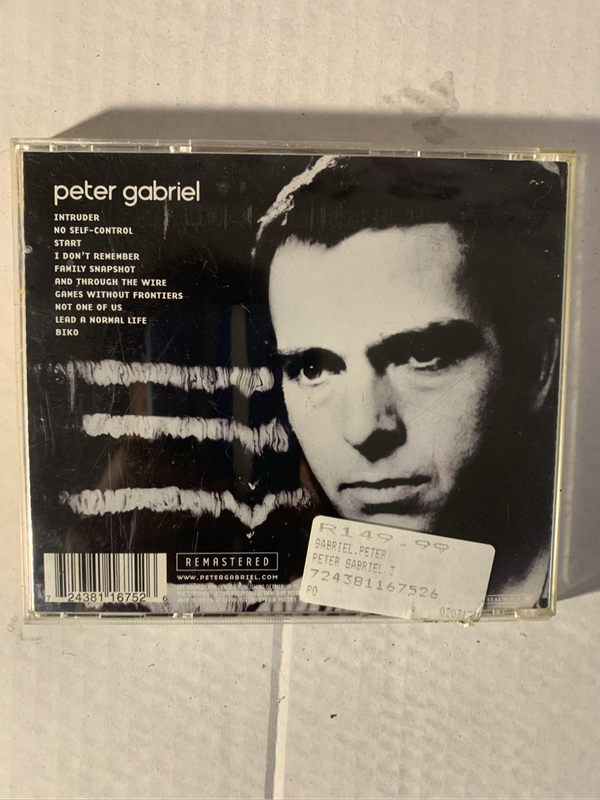 peter gabriel
INTRUDER
NO SELF-CONTROL
START
I DON'T REMEMBER
FAMILY SNAPSHOT
AND THROUGH THE WIRE
GAMES WITHOUT FRONTIERS
NOT ONE OF US
LEAD A NORMAL LIFE
BIKO
REMASTERED
WWW.PETERGABRIEL.COM
7 24381 16752 6
R149.99
GABRIEL,PETER
PETER GABRIEL 3
724381167526
PO